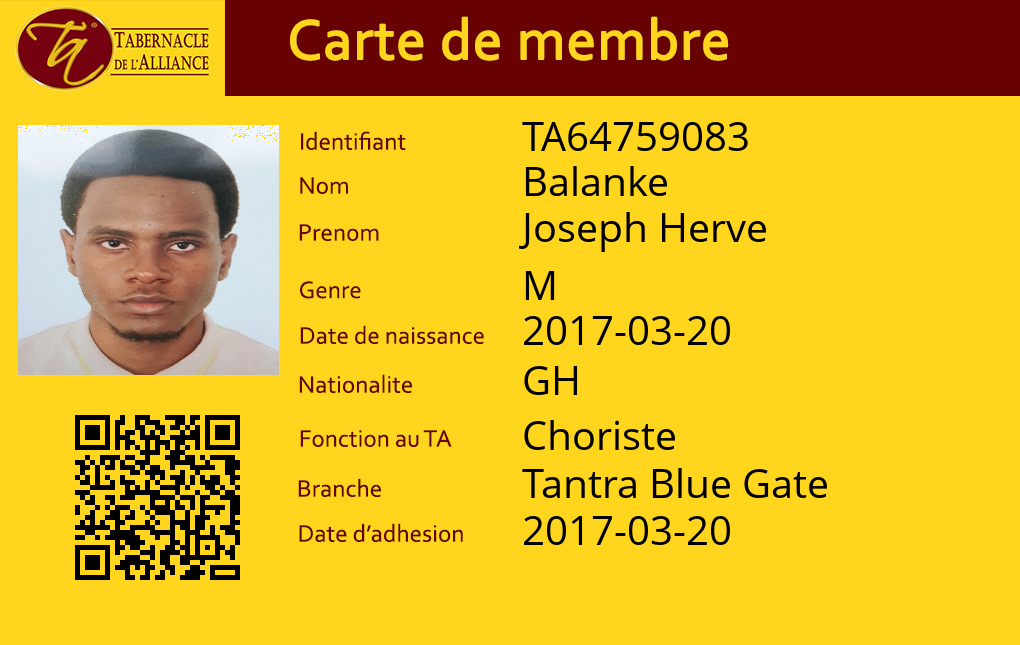 Ta®
TABERNACLE
DE L'ALLIANCE
Carte de membre
Identifiant TA64759083
Nom Balanke
Prenom Joseph Herve
Genre M
Date de naissance 2017-03-20
Nationalite GH
Fonction au TA Choriste
Branche Tantra Blue Gate
Date d'adhesion 2017-03-20